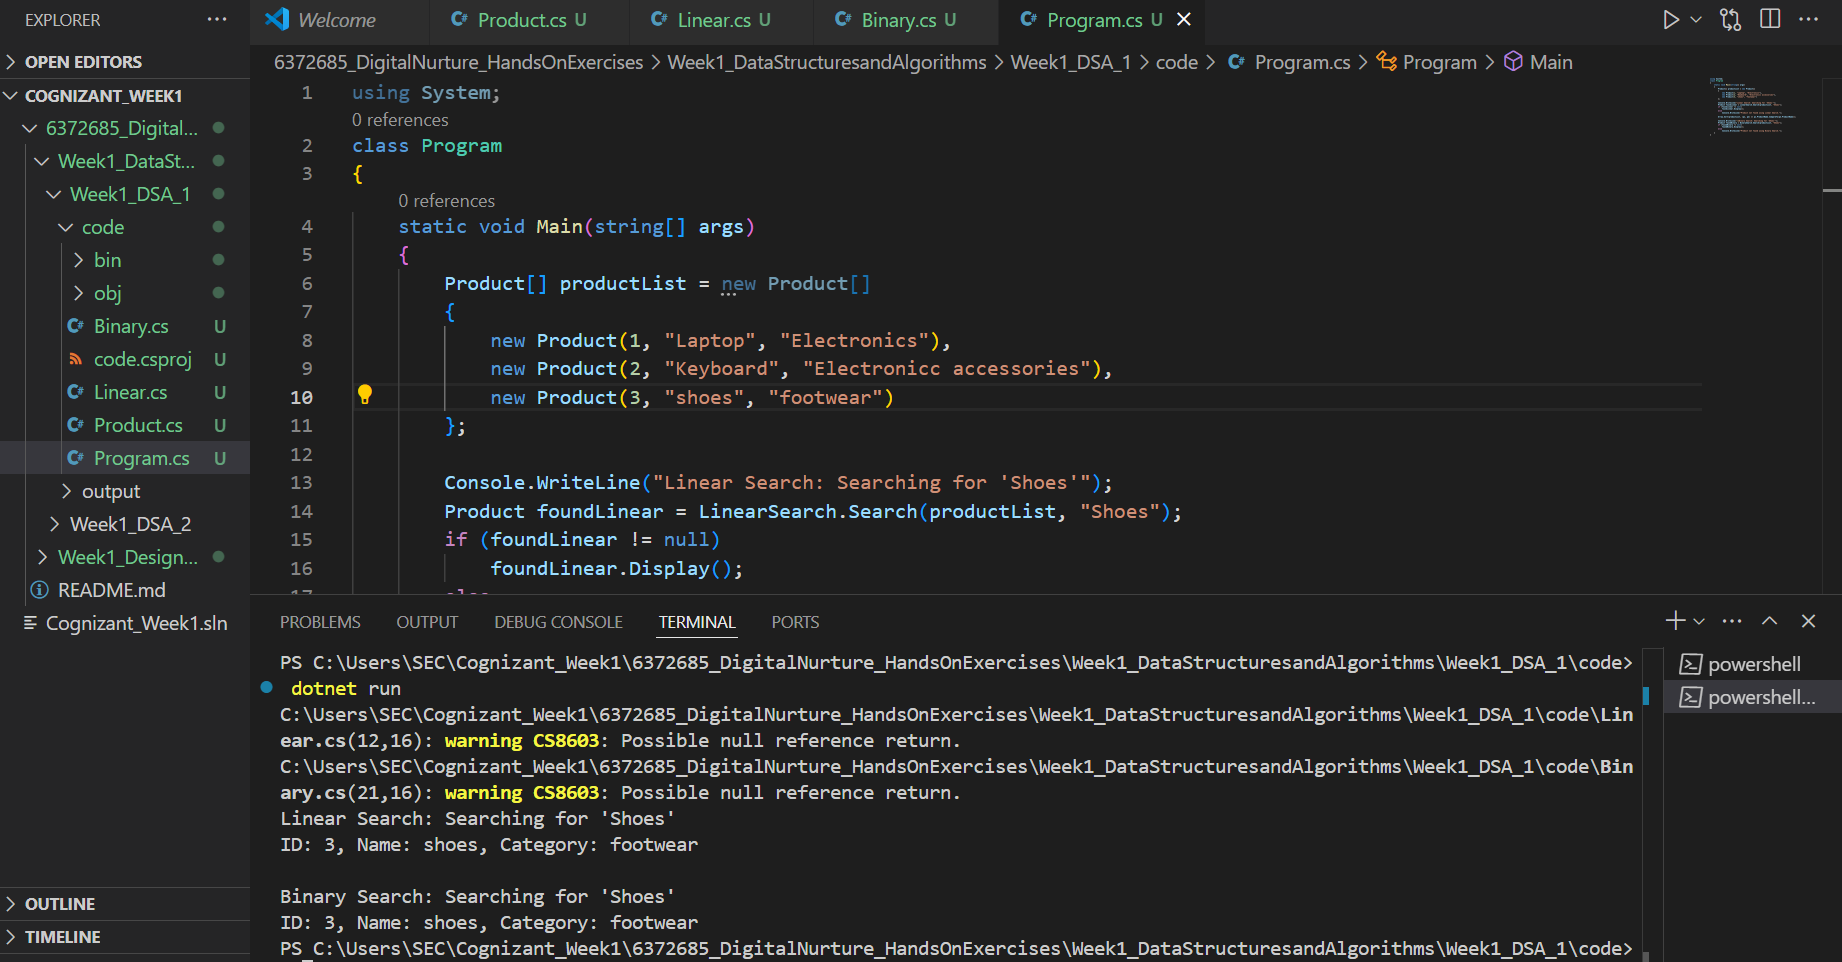 EXPLORER
OPEN EDITORS
COGNIZANT_WEEK1
6372685_Digital...
Week1_DataSt...
Week1_DSA_1
code
bin
obj
Binary.cs U
code.csproj U
Linear.cs U
Product.cs U
Program.cs U
output
Week1_DSA_2
Week1_Design...
README.md
Cognizant_Week1.sln
OUTLINE
TIMELINE
Welcome
Product.cs U
Linear.cs U
Binary.cs U
Program.cs U
6372685_DigitalNurture_HandsOnExercises > Week1_DataStructuresandAlgorithms > Week1_DSA_1 > code > Program.cs > Program > Main
1 using System;
0 references
2 class Program
3 {
0 references
4 static void Main(string[] args)
5 {
6 Product[] productList = new Product[]
7 {
8 new Product(1, "Laptop", "Electronics"),
9 new Product(2, "Keyboard", "Electronicc accessories"),
10 new Product(3, "shoes", "footwear")
11 };
12
13 Console.WriteLine("Linear Search: Searching for 'Shoes'");
14 Product foundLinear = LinearSearch.Search(productList, "Shoes");
15 if (foundLinear != null)
16 foundLinear.Display();
17 else
PROBLEMS OUTPUT DEBUG CONSOLE TERMINAL PORTS
PS C:\Users\SEC\Cognizant_Week1\6372685_DigitalNurture_HandsOnExercises\Week1_DataStructuresandAlgorithms\Week1_DSA_1\code>
dotnet run
C:\Users\SEC\Cognizant_Week1\6372685_DigitalNurture_HandsOnExercises\Week1_DataStructuresandAlgorithms\Week1_DSA_1\code\Lin
ear.cs(12,16): warning CS8603: Possible null reference return.
C:\Users\SEC\Cognizant_Week1\6372685_DigitalNurture_HandsOnExercises\Week1_DataStructuresandAlgorithms\Week1_DSA_1\code\Bin
ary.cs(21,16): warning CS8603: Possible null reference return.
Linear Search: Searching for 'Shoes'
ID: 3, Name: shoes, Category: footwear
Binary Search: Searching for 'Shoes'
ID: 3, Name: shoes, Category: footwear
PS C:\Users\SEC\Cognizant_Week1\6372685_DigitalNurture_HandsOnExercises\Week1_DataStructuresandAlgorithms\Week1_DSA_1\code>
powershell
powershell...